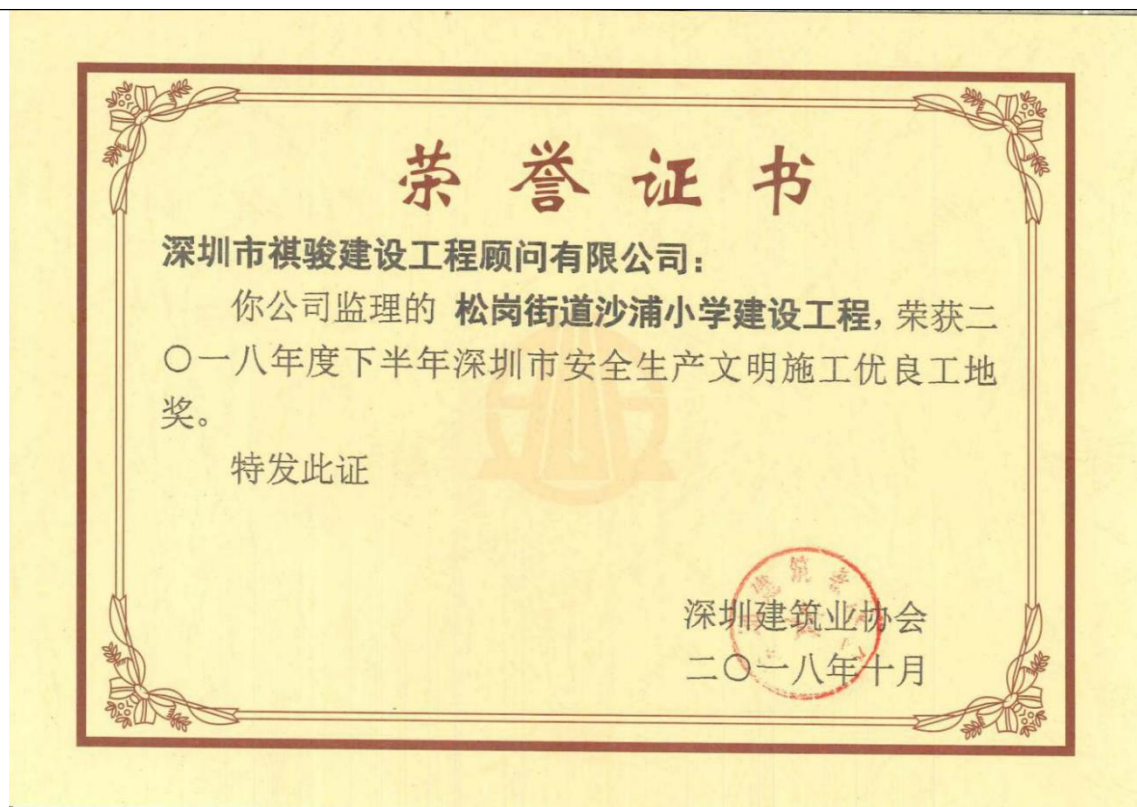 荣誉证书
深圳市祺骏建设工程顾问有限公司：
你公司监理的 松岗街道沙浦小学建设工程，荣获二
〇一八年度下半年深圳市安全生产文明施工优良工地
奖。
特发此证
深圳建筑业协会
二〇一八年十月